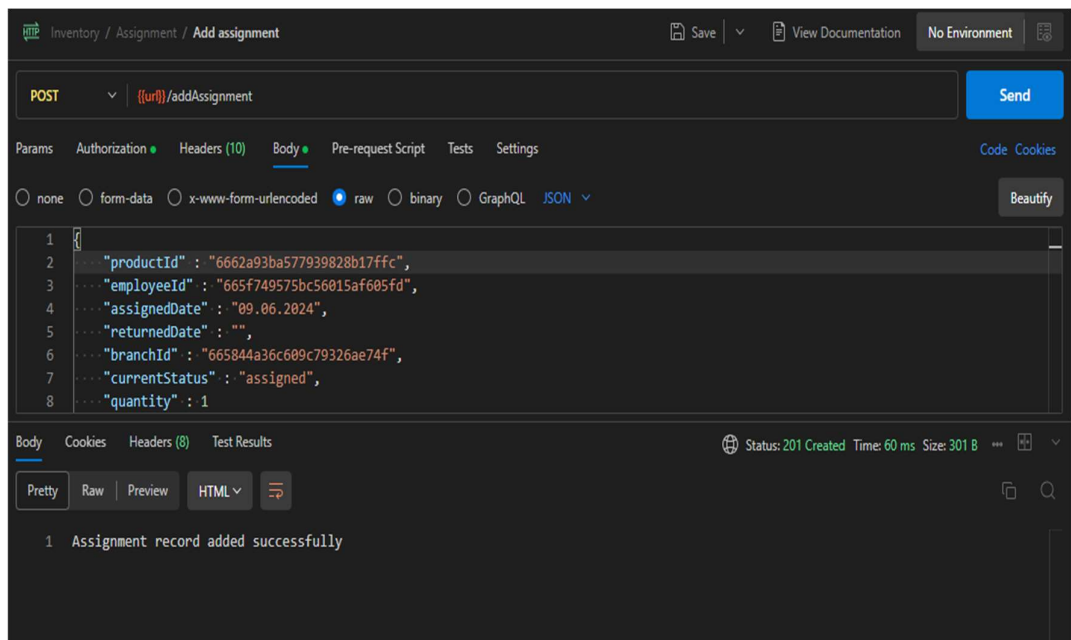 HTTP Inventory / Assignment / Add assignment Save View Documentation No Environment
POST {{url}}/addAssignment Send
Params Authorization Headers (10) Body Pre-request Script Tests Settings Code Cookies
none form-data x-www-form-urlencoded raw binary GraphQL JSON Beautify
1 {
2 "productId" : "6662a93ba577939828b17ffc",
3 "employeeId" : "665f749575bc56015af605fd",
4 "assignedDate" : "09.06.2024",
5 "returnedDate" : "",
6 "branchId" : "665844a36c609c79326ae74f",
7 "currentStatus" : "assigned",
8 "quantity" : 1
Body Cookies Headers (8) Test Results Status: 201 Created Time: 60 ms Size: 301 B
Pretty Raw Preview HTML
1 Assignment record added successfully